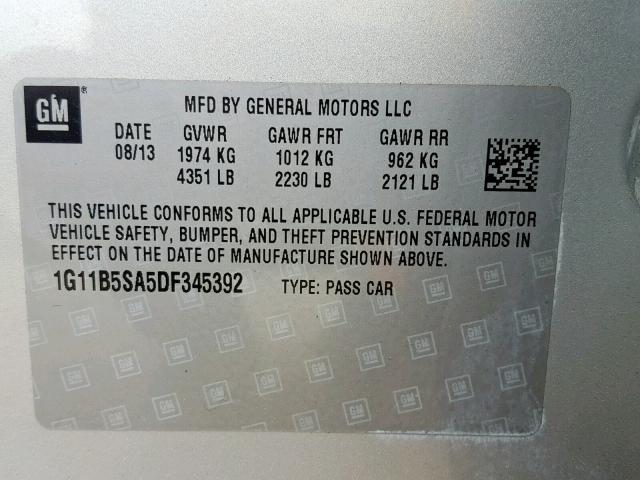 GM ® MFD BY GENERAL MOTORS LLC
DATE GVWR GAWR FRT GAWR RR
08/13 1974 KG 1012 KG 962 KG
4351 LB 2230 LB 2121 LB
THIS VEHICLE CONFORMS TO ALL APPLICABLE U.S. FEDERAL MOTOR
VEHICLE SAFETY, BUMPER, AND THEFT PREVENTION STANDARDS IN
EFFECT ON THE DATE OF MANUFACTURE SHOWN ABOVE.
1G11B5SA5DF345392 TYPE: PASS CAR